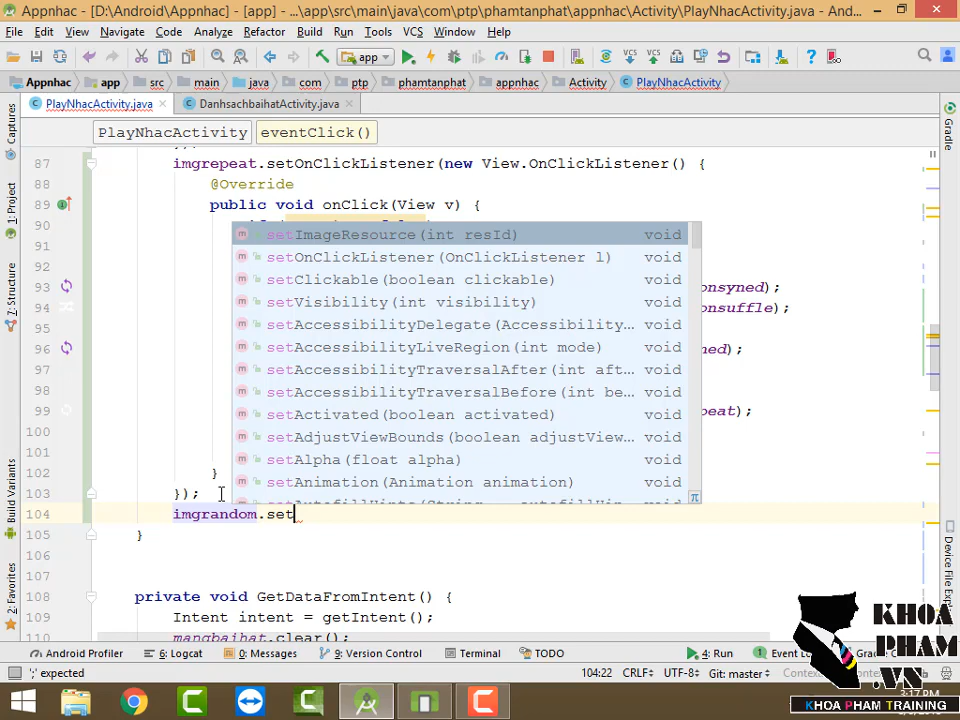 Appnhac - [D:\Android\Appnhac] - [app] - ...\app\src\main\java\com\ptp\phamtanphat\appnhac\Activity\PlayNhacActivity.java - And...
File Edit View Navigate Code Analyze Refactor Build Run Tools VCS Window Help
app
Appnhac app src main java com ptp phamtanphat appnhac Activity PlayNhacActivity
PlayNhacActivity.java DanhsachbaihatActivity.java
PlayNhacActivity eventClick()
87 imgrepeat.setOnClickListener(new View.OnClickListener() {
88 @Override
89 public void onClick(View v) {
90
91 setImageResource(int resId) void
setOnClickListener(OnClickListener l) void
92 setClickable(boolean clickable) void
93 onsyned);
setVisibility(int visibility) void
94 onsuffle);
95 setAccessibilityDelegate(Accessibility... void
96 setAccessibilityLiveRegion(int mode) void ned);
97 setAccessibilityTraversalAfter(int aft... void
98 setAccessibilityTraversalBefore(int be... void
99 setActivated(boolean activated) void eat);
100 setAdjustViewBounds(boolean adjustView... void
101 setAlpha(float alpha) void
102 }
setAnimation(Animation animation) void
103 });
104 imgrandom.set
105 }
106
107
108 private void GetDataFromIntent() {
109 Intent intent = getIntent();
110 mangbaihat.clear();
Captures
1: Project
7: Structure
Build Variants
2: Favorites
Gradle
Device File Expl
Android Profiler 6: Logcat 0: Messages 9: Version Control Terminal TODO 4: Run Event Lo
';' expected 104:22 CRLF UTF-8 Git: master
3:17 PM
KHOA
PHAM
.VN
KHOA PHAM TRAINING